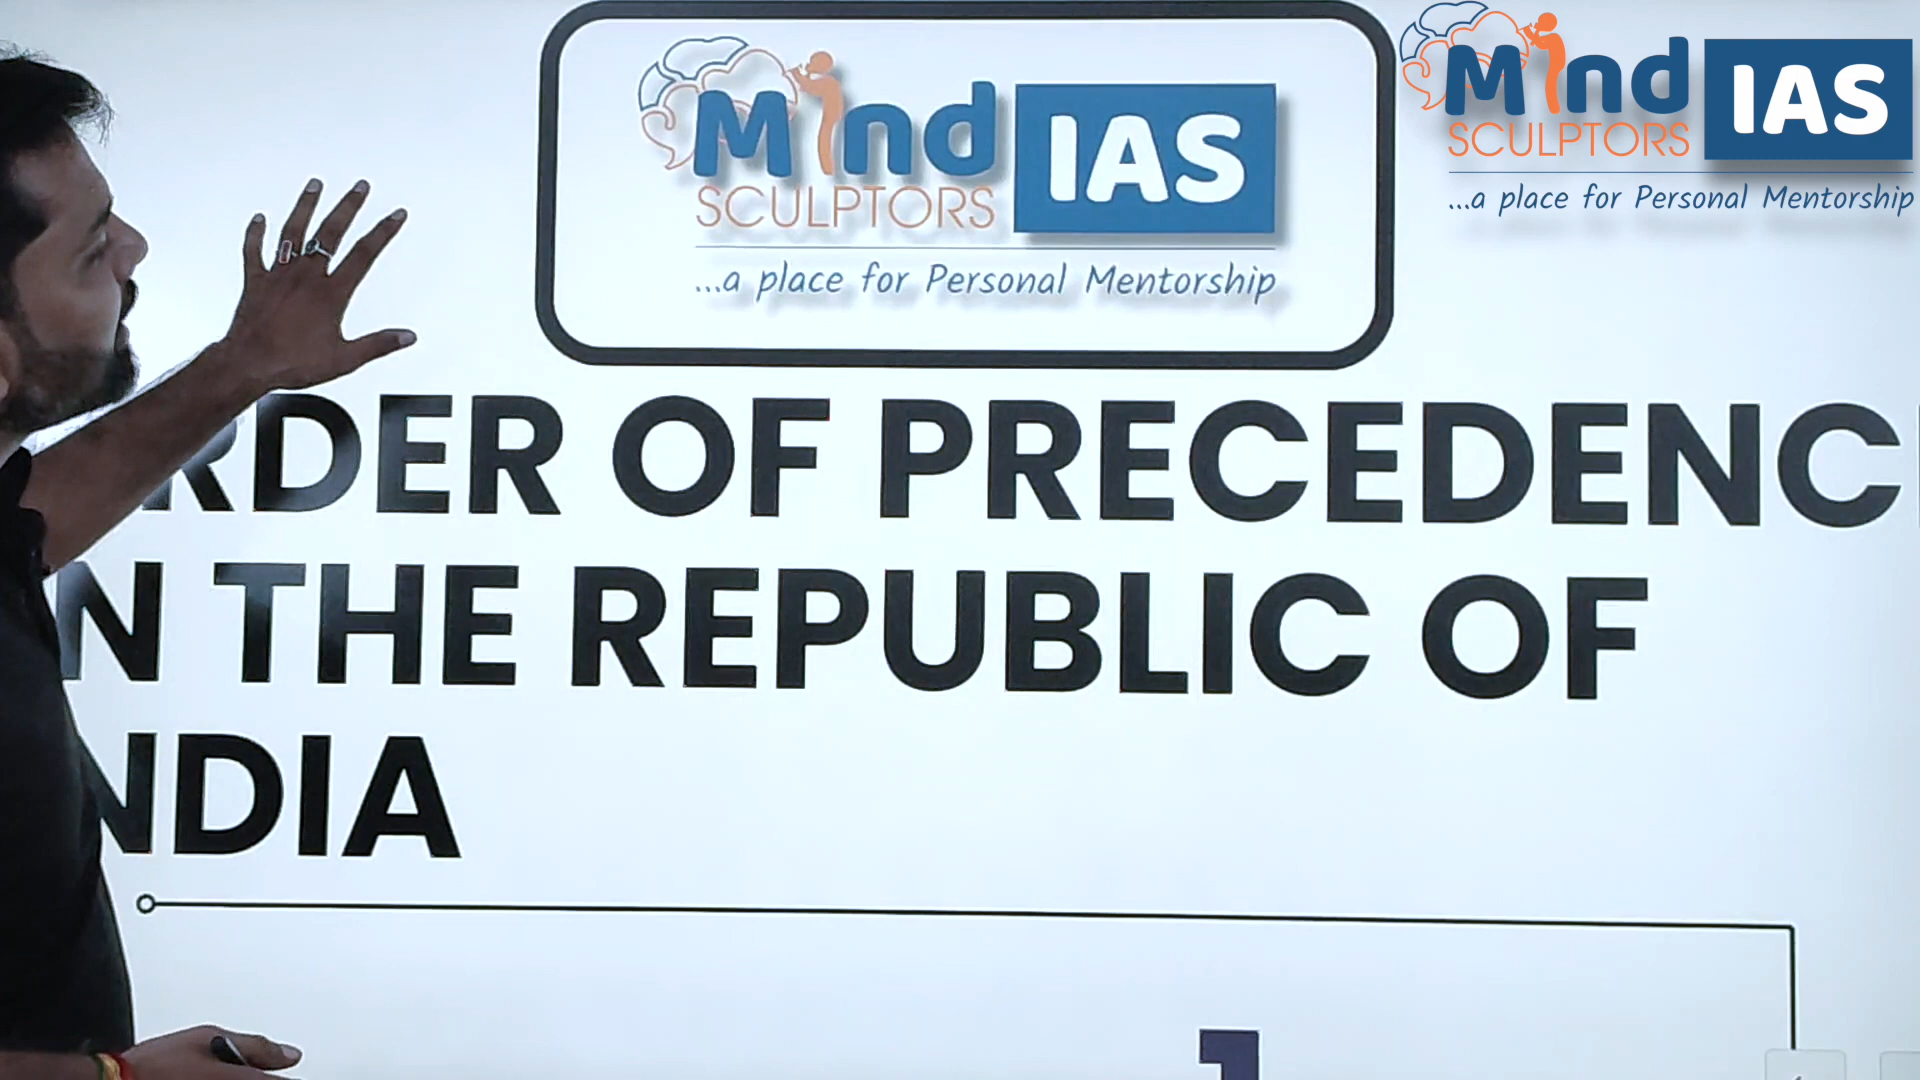 Mind IAS
SCULPTORS
...a place for Personal Mentorship
Mind IAS
SCULPTORS
...a place for Personal Mentorship
RDER OF PRECEDENC
N THE REPUBLIC OF
NDIA